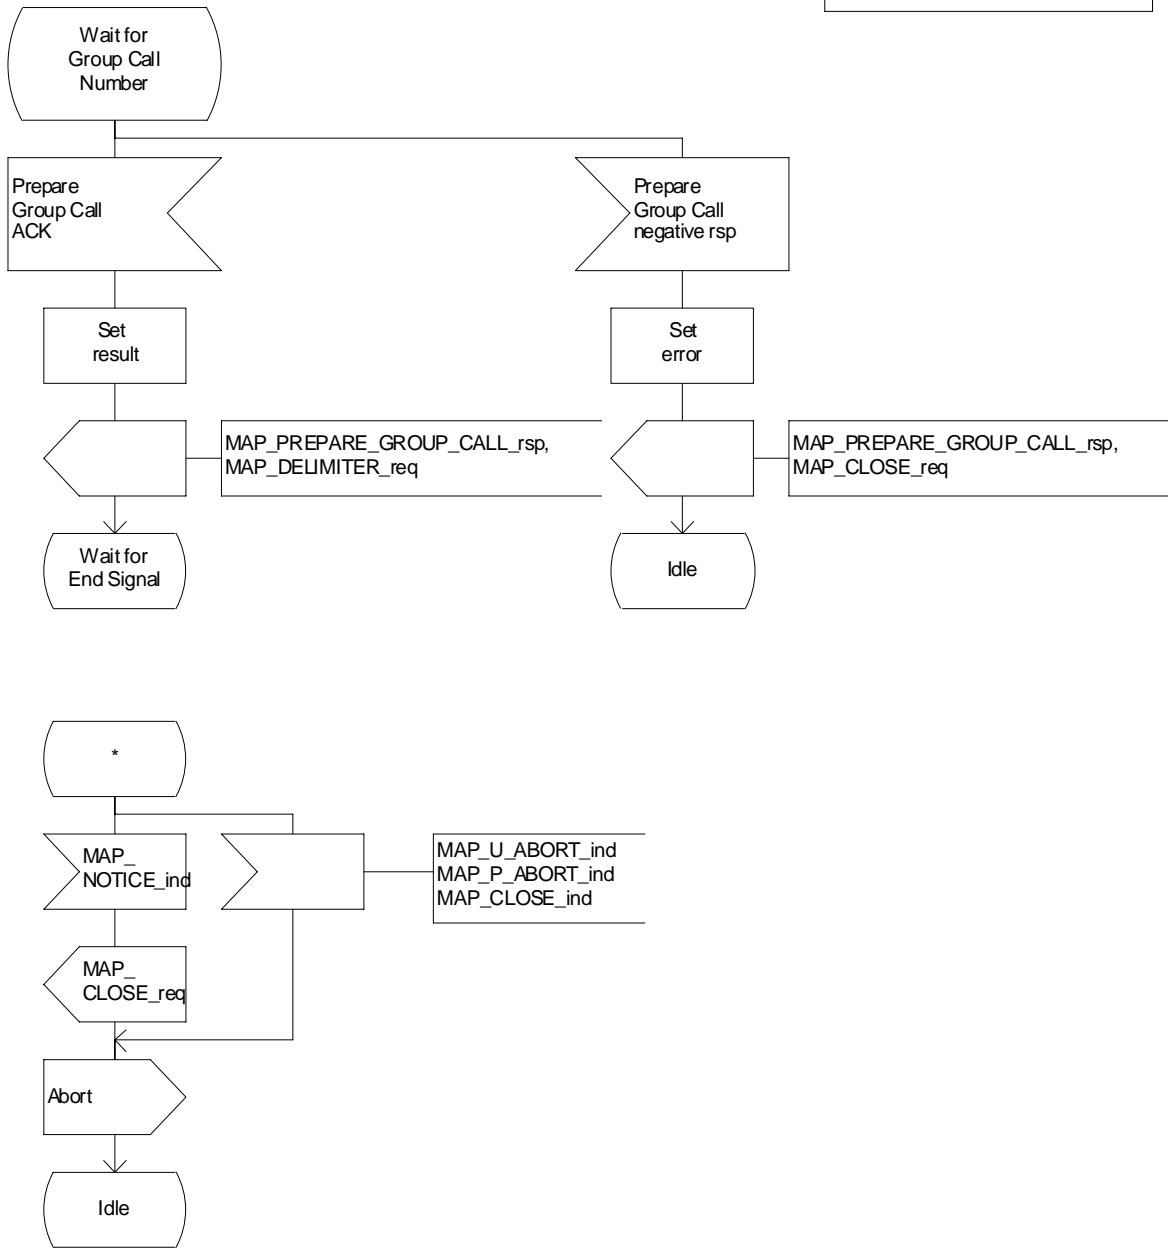 Wait for
Group Call
Number
Prepare
Group Call
ACK
Prepare
Group Call
negative rsp
Set
result
Set
error
MAP_PREPARE_GROUP_CALL_rsp,
MAP_DELIMITER_req
MAP_PREPARE_GROUP_CALL_rsp,
MAP_CLOSE_req
Wait for
End Signal
Idle
*
MAP_
NOTICE_ind
MAP_U_ABORT_ind
MAP_P_ABORT_ind
MAP_CLOSE_ind
MAP_
CLOSE_req
Abort
Idle